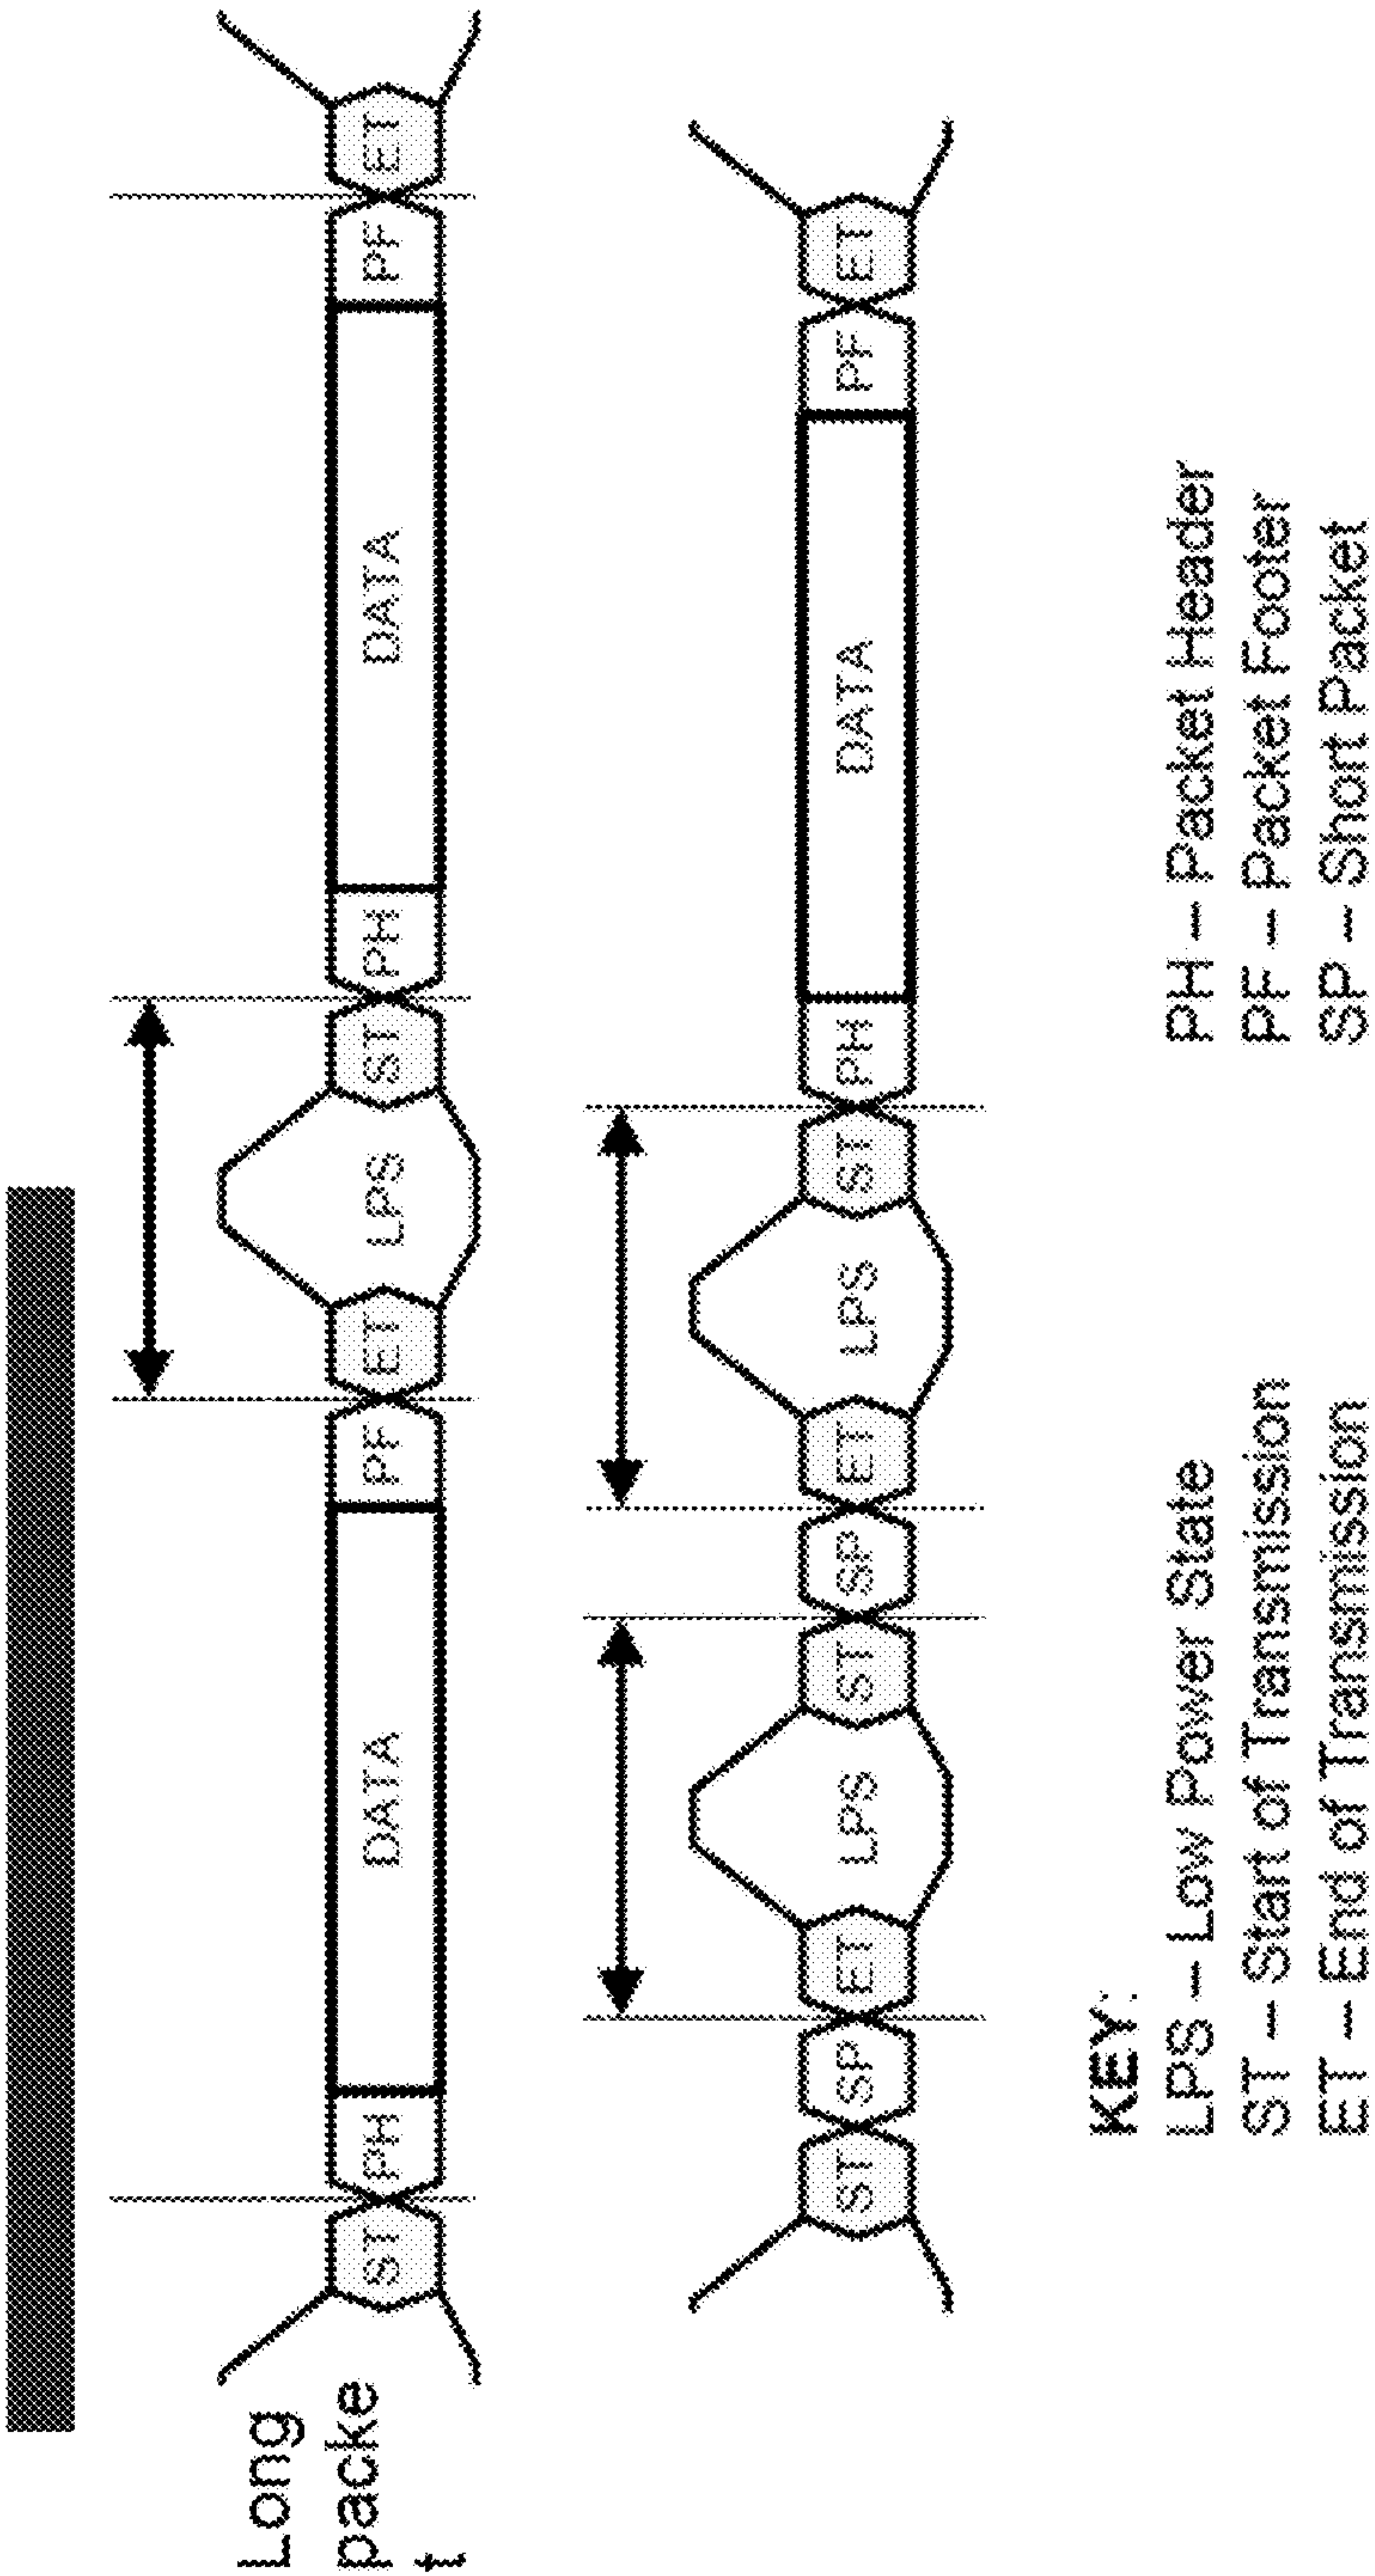 Long
packe
t
ST PH DATA PF ET LPS ST PH DATA PF ET
ST SP ET LPS ST SP ET LPS ST PH DATA PF ET
KEY:
LPS – Low Power State PH – Packet Header
ST – Start of Transmission PF – Packet Footer
ET – End of Transmission SP – Short Packet